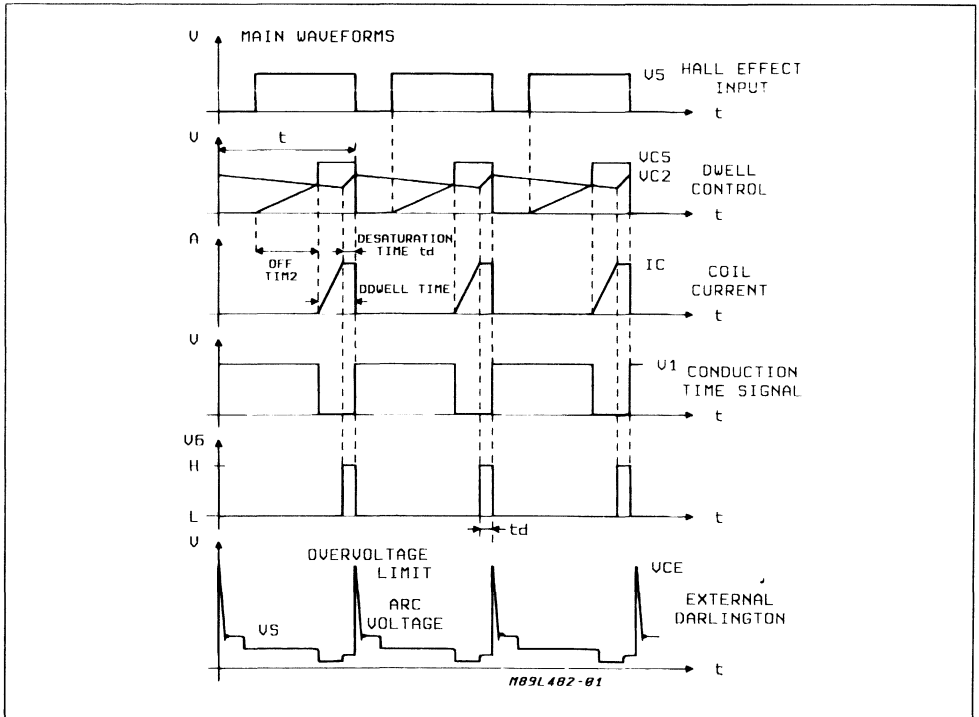 V MAIN WAVEFORMS
V5 HALL EFFECT
INPUT
t
V
t
VC5
VC2
DWELL
CONTROL
t
A
DESATURATION
TIME td
OFF
TIM2
DDWELL TIME
IC
COIL
CURRENT
t
V
V1 CONDUCTION
TIME SIGNAL
t
V6
H
L
td
t
V
OVERVOLTAGE
LIMIT
VCE
ARC
VOLTAGE
VS
EXTERNAL
DARLINGTON
t
M89L482-01